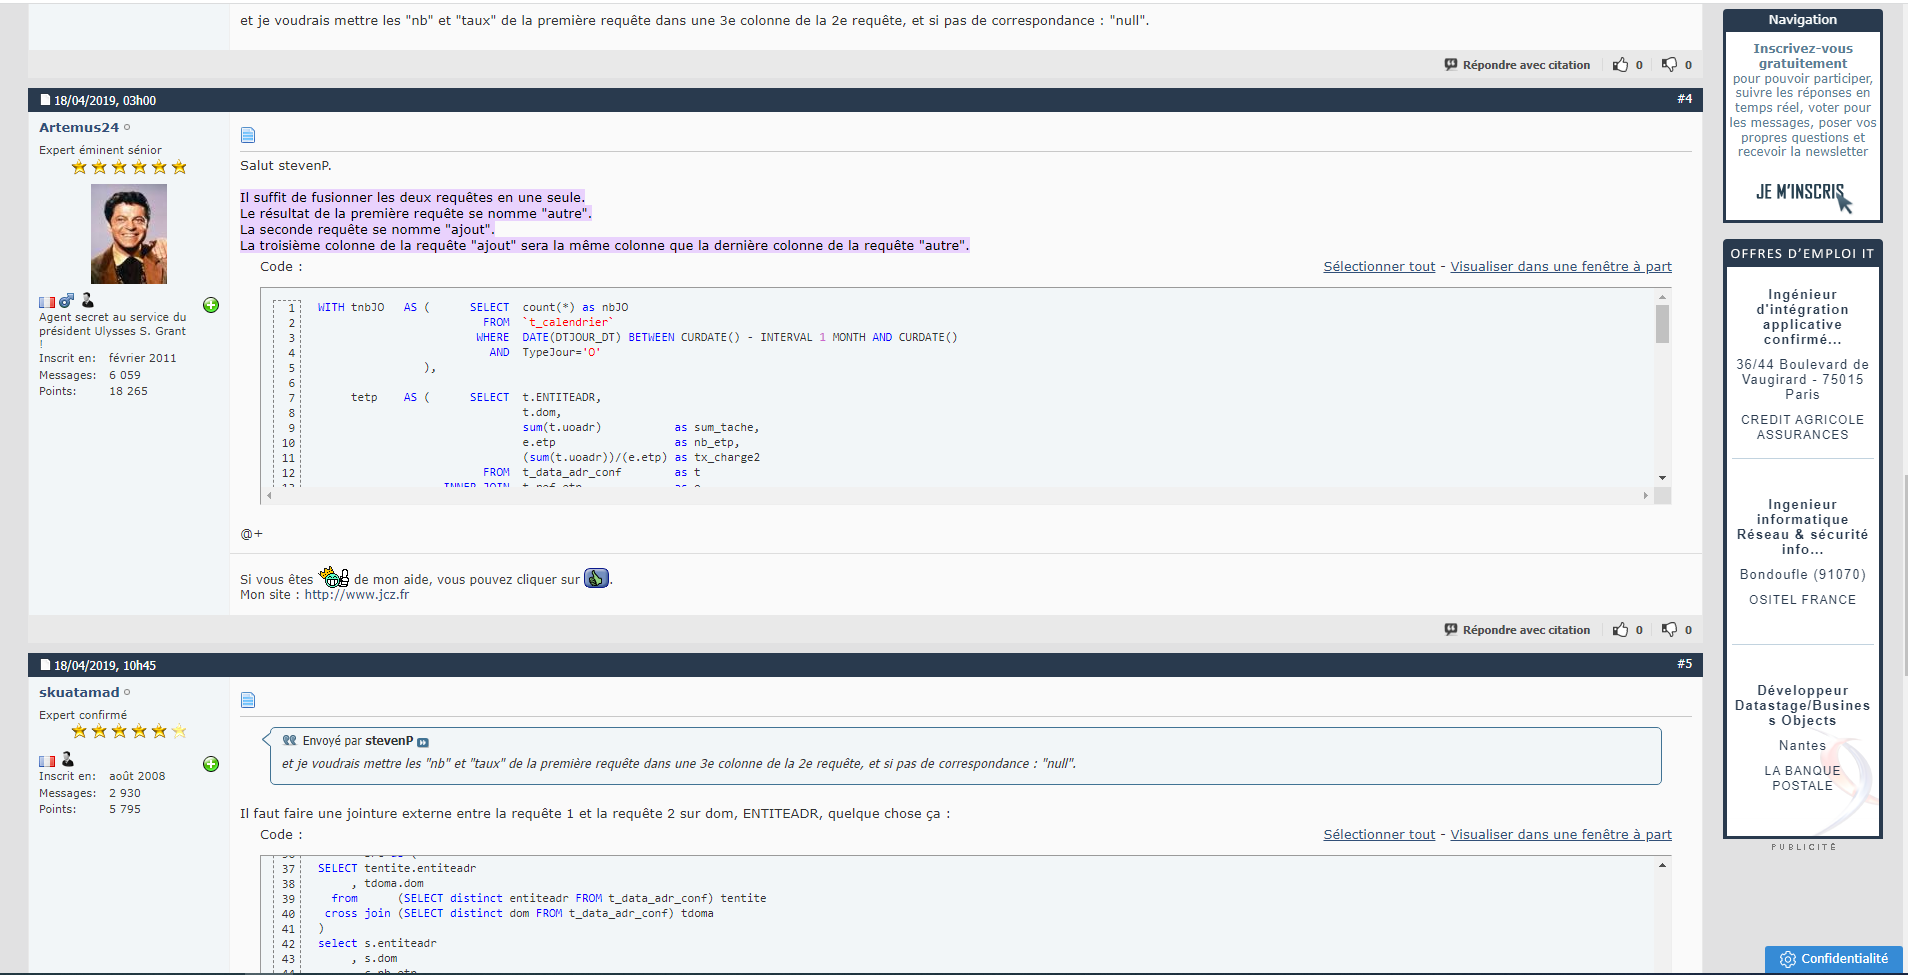 et je voudrais mettre les "nb" et "taux" de la première requête dans une 3e colonne de la 2e requête, et si pas de correspondance : "null".
Répondre avec citation 0 0
18/04/2019, 03h00 #4
Artemus24
Expert éminent sénior
Agent secret au service du
président Ulysses S. Grant
!
Inscrit en: février 2011
Messages: 6 059
Points: 18 265
Salut stevenP.
Il suffit de fusionner les deux requêtes en une seule.
Le résultat de la première requête se nomme "autre".
La seconde requête se nomme "ajout".
La troisième colonne de la requête "ajout" sera la même colonne que la dernière colonne de la requête "autre".
Code : Sélectionner tout - Visualiser dans une fenêtre à part
1 WITH tnbJO AS ( SELECT count(*) as nbJO
2 FROM `t_calendrier`
3 WHERE DATE(DTJOUR_DT) BETWEEN CURDATE() - INTERVAL 1 MONTH AND CURDATE()
4 AND TypeJour='O'
5 ),
6
7 tetp AS ( SELECT t.ENTITEADR,
8 t.dom,
9 sum(t.uoadr) as sum_tache,
10 e.etp as nb_etp,
11 (sum(t.uoadr))/(e.etp) as tx_charge2
12 FROM t_data_adr_conf as t
13 INNER JOIN t_ref_etp as e
@+
Si vous êtes de mon aide, vous pouvez cliquer sur .
Mon site : http://www.jcz.fr
Répondre avec citation 0 0
18/04/2019, 10h45 #5
skuatamad
Expert confirmé
Inscrit en: août 2008
Messages: 2 930
Points: 5 795
Envoyé par stevenP
et je voudrais mettre les "nb" et "taux" de la première requête dans une 3e colonne de la 2e requête, et si pas de correspondance : "null".
Il faut faire une jointure externe entre la requête 1 et la requête 2 sur dom, ENTITEADR, quelque chose ça :
Code : Sélectionner tout - Visualiser dans une fenêtre à part
37 SELECT tentite.entiteadr
38 , tdoma.dom
39 from (SELECT distinct entiteadr FROM t_data_adr_conf) tentite
40 cross join (SELECT distinct dom FROM t_data_adr_conf) tdoma
41 )
42 select s.entiteadr
43 , s.dom
44 , s.nb_etp
Navigation
Inscrivez-vous
gratuitement
pour pouvoir participer,
suivre les réponses en
temps réel, voter pour
les messages, poser vos
propres questions et
recevoir la newsletter
JE M'INSCRIS
OFFRES D'EMPLOI IT
Ingénieur
d'intégration
applicative
confirmé...
36/44 Boulevard de
Vaugirard - 75015
Paris
CREDIT AGRICOLE
ASSURANCES
Ingenieur
informatique
Réseau & sécurité
info...
Bondoufle (91070)
OSITEL FRANCE
Développeur
Datastage/Busines
s Objects
Nantes
LA BANQUE
POSTALE
PUBLICITÉ
Confidentialité